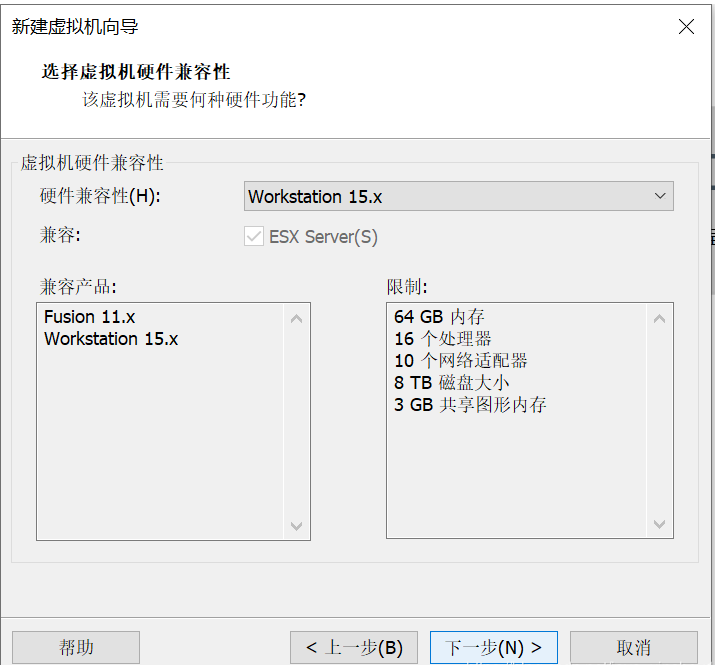 新建虚拟机向导
选择虚拟机硬件兼容性
该虚拟机需要何种硬件功能?
虚拟机硬件兼容性
硬件兼容性(H):
Workstation 15.x
兼容:
ESX Server(S)
兼容产品:
Fusion 11.x
Workstation 15.x
限制:
64 GB 内存
16 个处理器
10 个网络适配器
8 TB 磁盘大小
3 GB 共享图形内存
帮助
< 上一步(B)
下一步(N) >
取消